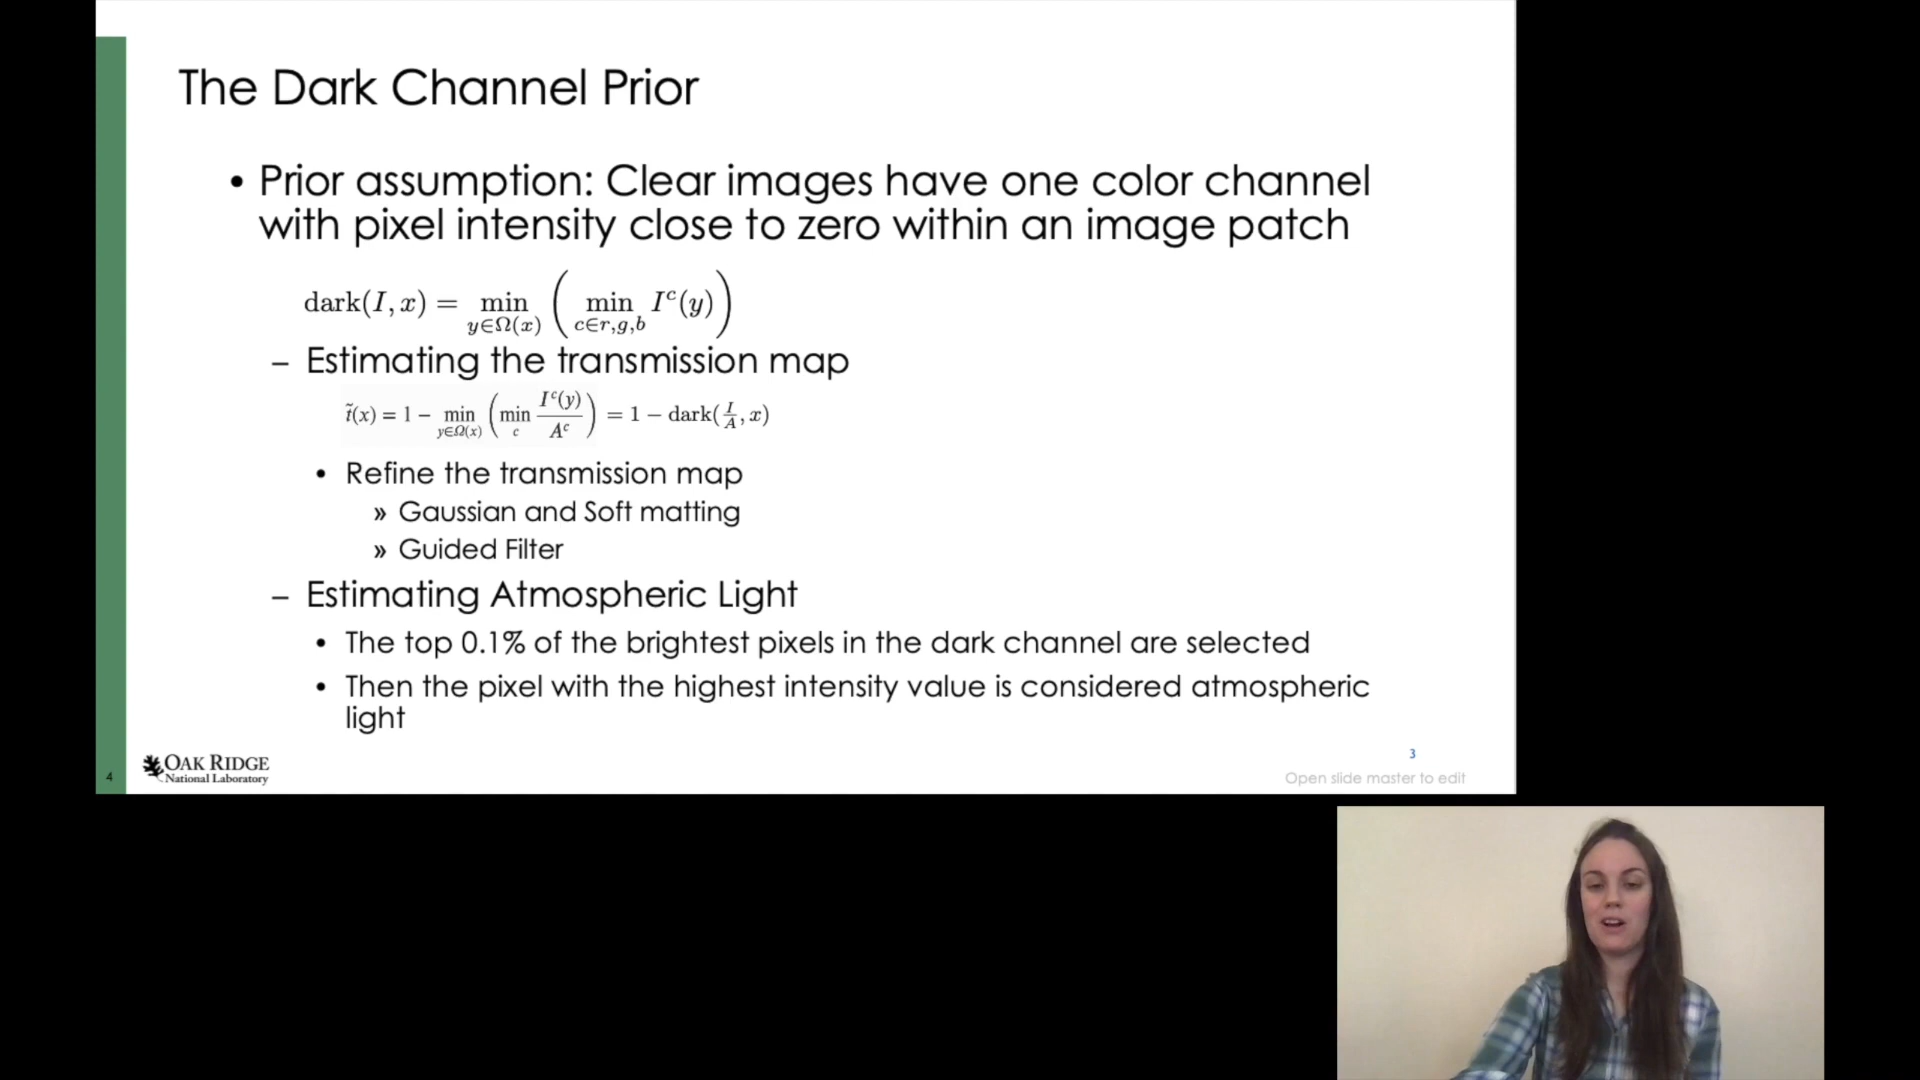 The Dark Channel Prior
• Prior assumption: Clear images have one color channel
with pixel intensity close to zero within an image patch
dark(I, x) = min_{y∈Ω(x)} ( min_{c∈r,g,b} I^c(y) )
– Estimating the transmission map
t̃(x) = 1 − min_{y∈Ω(x)} ( min_c I^c(y) / A^c ) = 1 − dark(I/A, x)
• Refine the transmission map
» Gaussian and Soft matting
» Guided Filter
– Estimating Atmospheric Light
• The top 0.1% of the brightest pixels in the dark channel are selected
• Then the pixel with the highest intensity value is considered atmospheric
light
4
OAK RIDGE
National Laboratory
3
Open slide master to edit